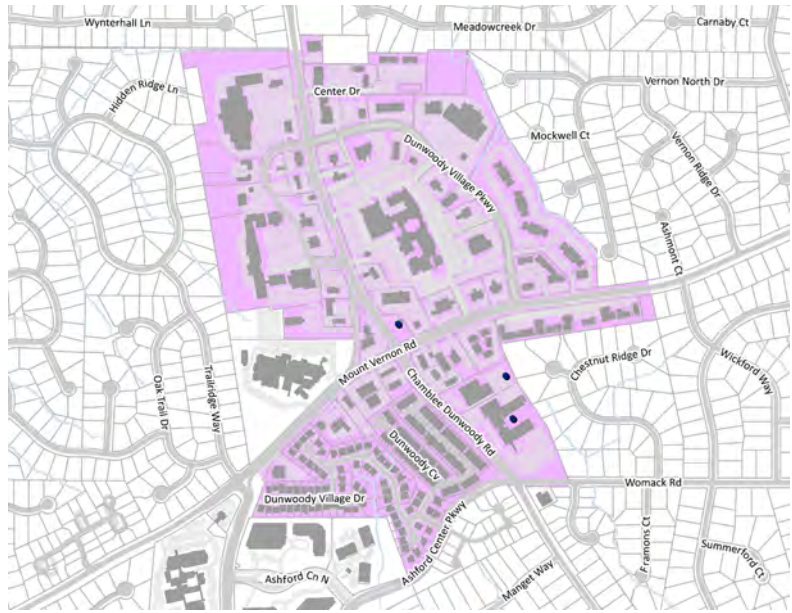 Wynterhall Ln
Meadowcreek Dr
Carnaby Ct
Hidden Ridge Ln
Center Dr
Vernon North Dr
Mockwell Ct
Vernon Ridge Dr
Dunwoody Village Pkwy
Ashmont Ct
Mount Vernon Rd
Chestnut Ridge Dr
Wickford Way
Trailridge Way
Oak Trail Dr
Chamblee Dunwoody Rd
Dunwoody Cv
Womack Rd
Dunwoody Village Dr
Ashford Center Pkwy
Framons Ct
Summerford Ct
Ashford Cn N
Manget Way